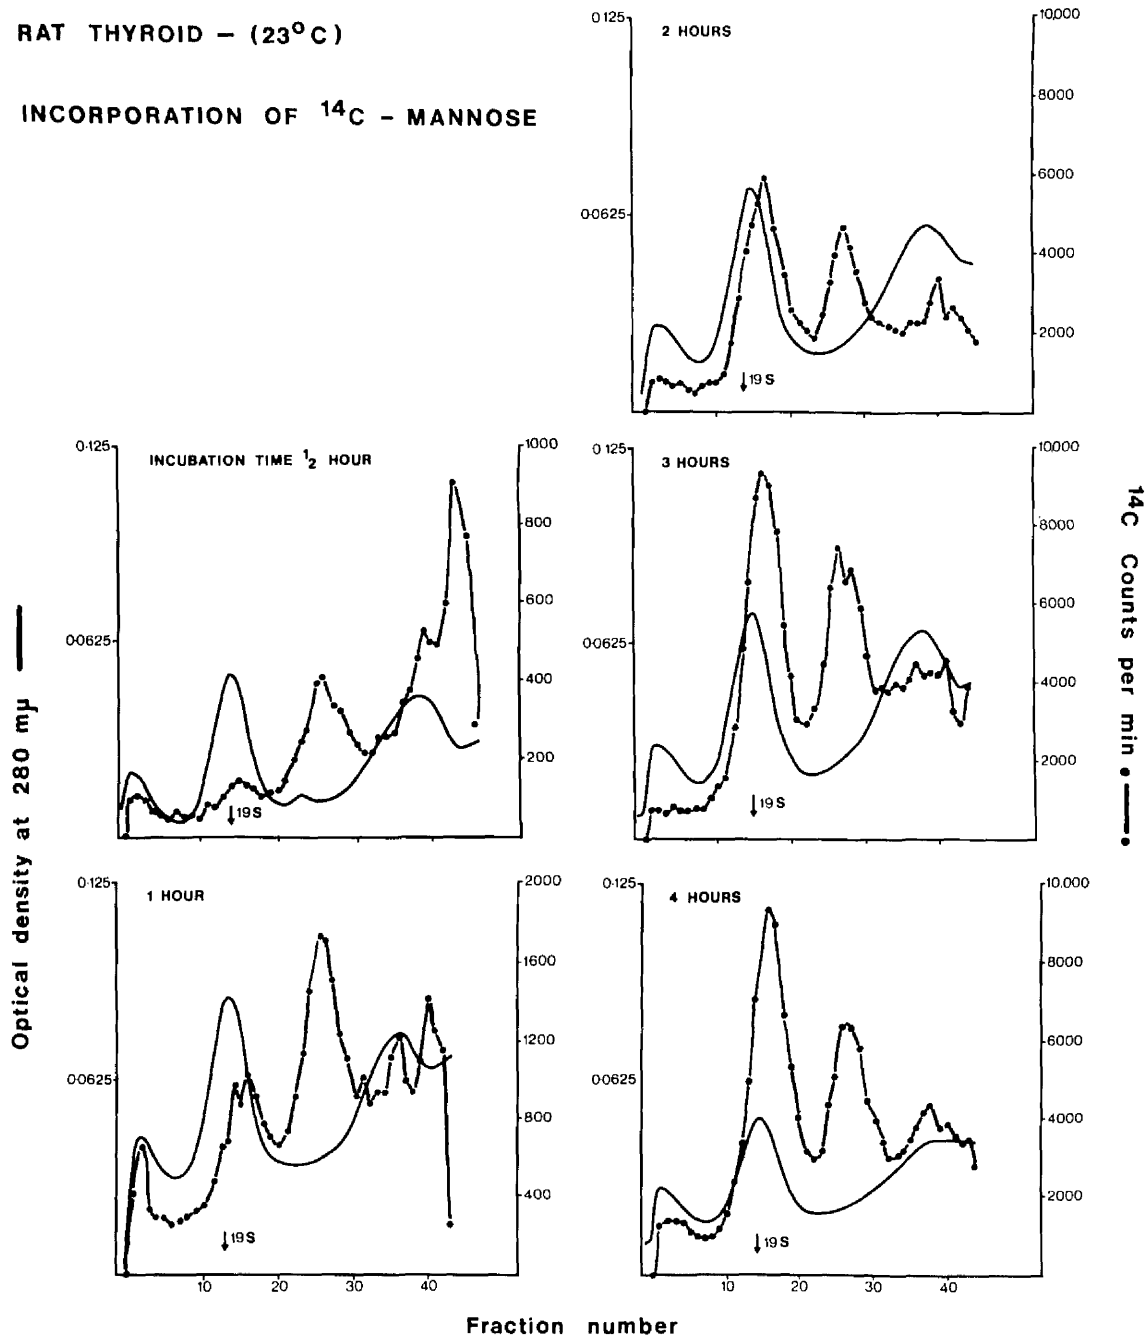 RAT THYROID – (23°C)
INCORPORATION OF ¹⁴C – MANNOSE
2 HOURS
0·125
0·0625
10,000
8000
6000
4000
2000
19 S
INCUBATION TIME ½ HOUR
0·125
0·0625
1000
800
600
400
200
19 S
3 HOURS
0·125
0·0625
10,000
8000
6000
4000
2000
19 S
1 HOUR
0·125
0·0625
2000
1600
1200
800
400
19 S
10 20 30 40
4 HOURS
0·125
0·0625
10,000
8000
6000
4000
2000
19 S
10 20 30 40
Optical density at 280 mμ
¹⁴C Counts per min
Fraction number